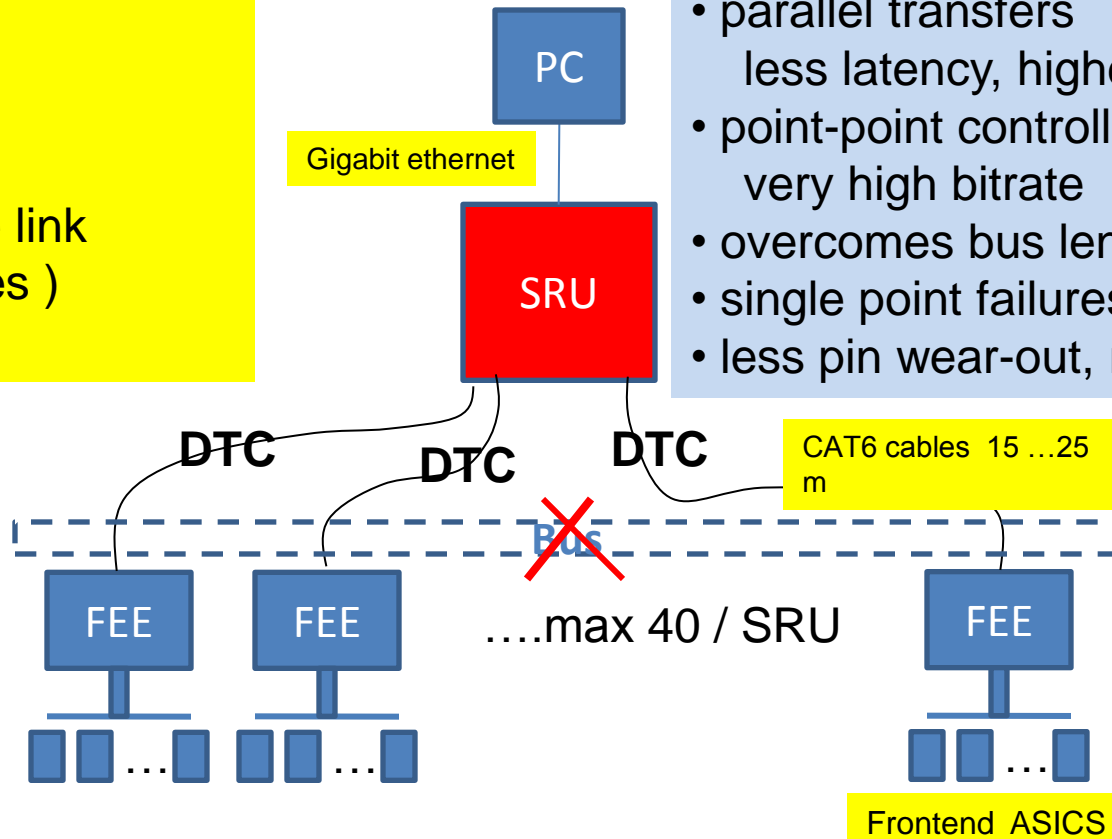 link
es )
PC
Gigabit ethernet
SRU
• parallel transfers
less latency, highe
• point-point controll
very high bitrate
• overcomes bus len
• single point failures
• less pin wear-out,
DTC
DTC
DTC
CAT6 cables 15 …25
m
Bus
FEE
FEE
….max 40 / SRU
FEE
…
…
…
Frontend ASICS